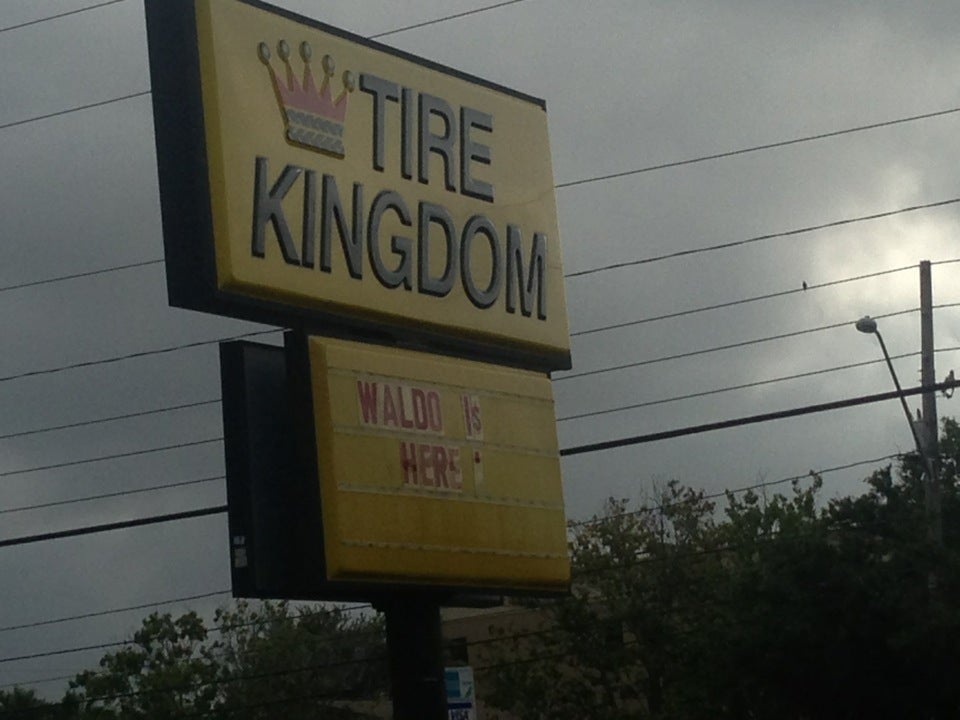 TIRE
KINGDOM
WALDO IS
HERE